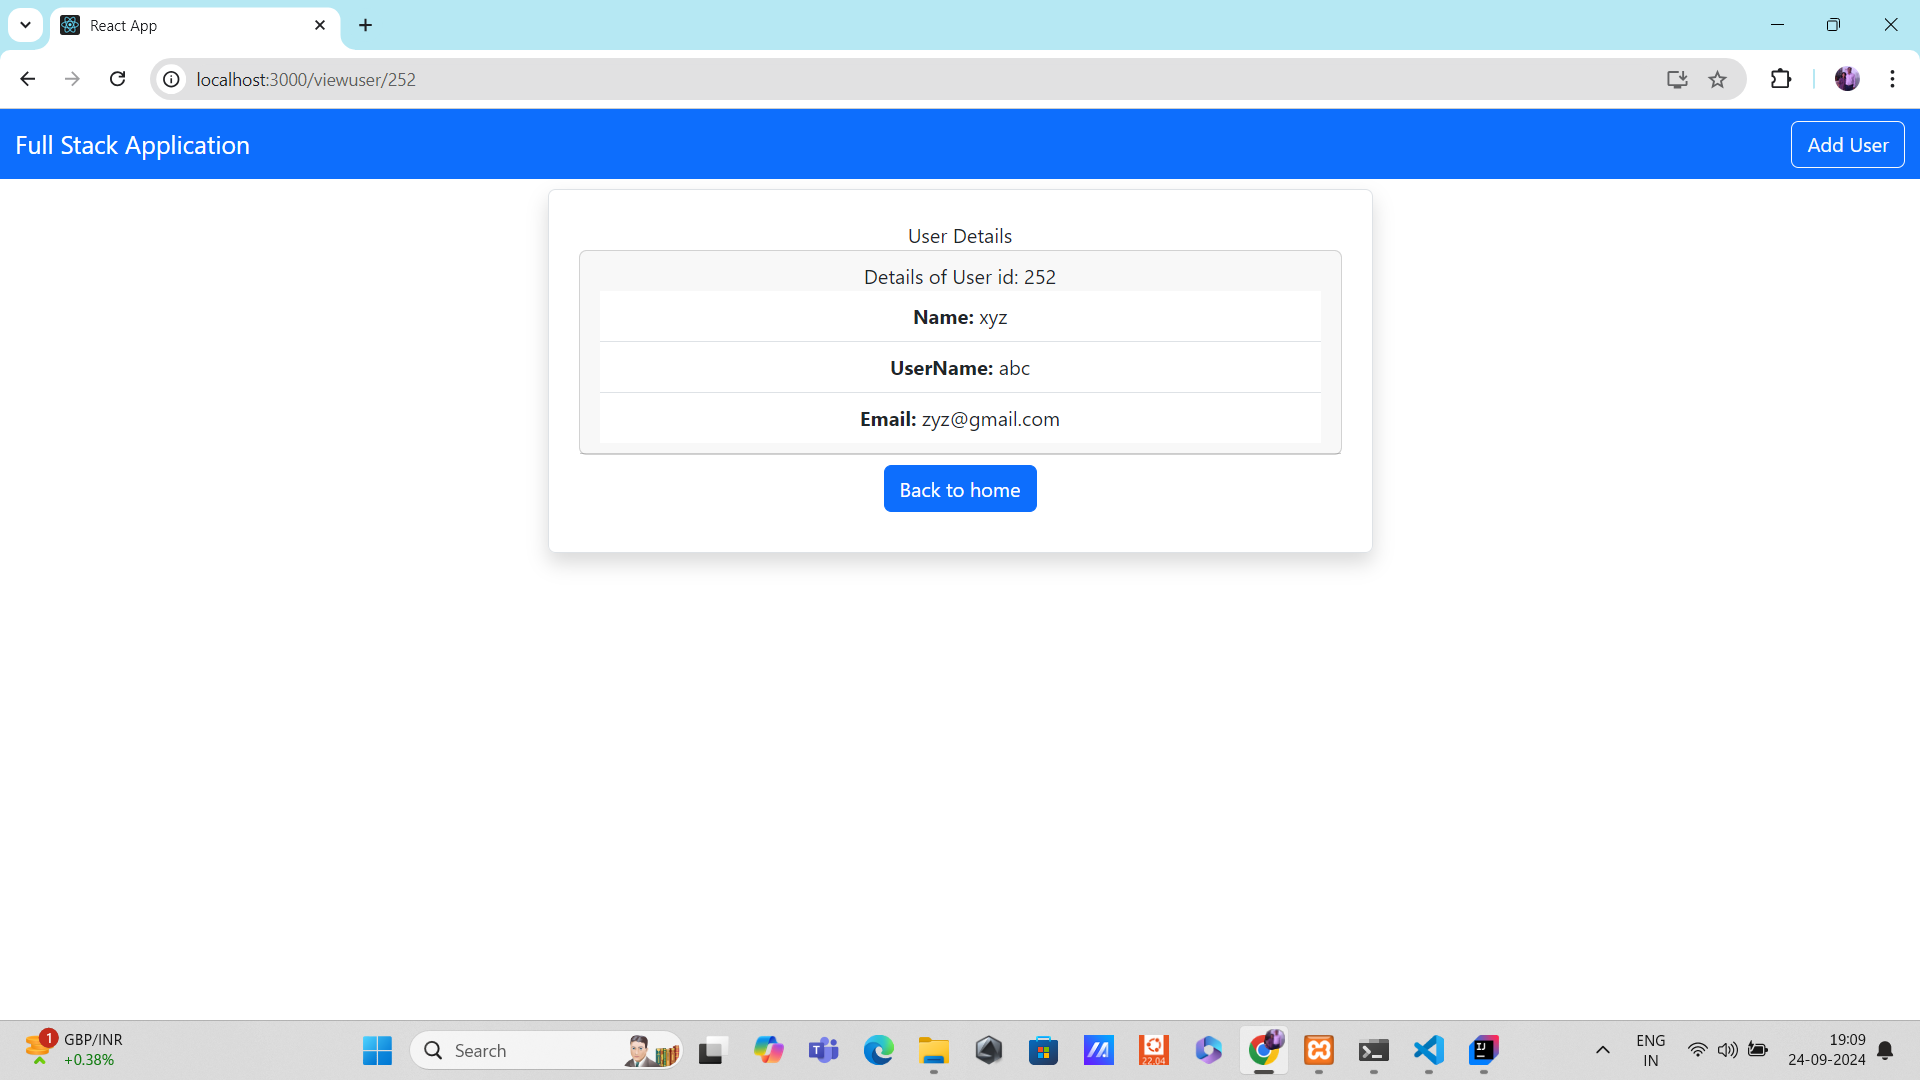 React App
localhost:3000/viewuser/252
Full Stack Application
Add User
User Details
Details of User id: 252
Name: xyz
UserName: abc
Email: zyz@gmail.com
Back to home
1
GBP/INR
+0.38%
Search
22.04
ENG
IN
19:09
24-09-2024